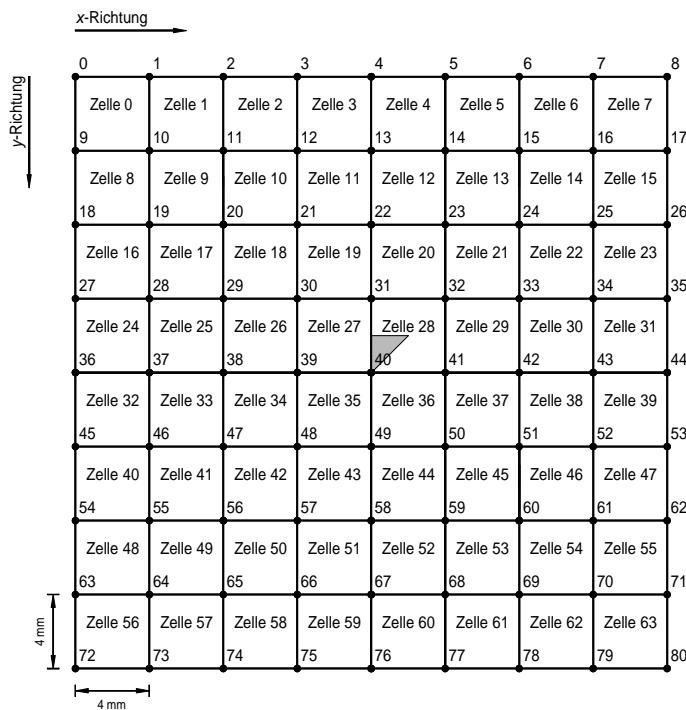 x-Richtung
y-Richtung
0 1 2 3 4 5 6 7 8
Zelle 0 Zelle 1 Zelle 2 Zelle 3 Zelle 4 Zelle 5 Zelle 6 Zelle 7
9 10 11 12 13 14 15 16 17
Zelle 8 Zelle 9 Zelle 10 Zelle 11 Zelle 12 Zelle 13 Zelle 14 Zelle 15
18 19 20 21 22 23 24 25 26
Zelle 16 Zelle 17 Zelle 18 Zelle 19 Zelle 20 Zelle 21 Zelle 22 Zelle 23
27 28 29 30 31 32 33 34 35
Zelle 24 Zelle 25 Zelle 26 Zelle 27 Zelle 28 Zelle 29 Zelle 30 Zelle 31
36 37 38 39 40 41 42 43 44
Zelle 32 Zelle 33 Zelle 34 Zelle 35 Zelle 36 Zelle 37 Zelle 38 Zelle 39
45 46 47 48 49 50 51 52 53
Zelle 40 Zelle 41 Zelle 42 Zelle 43 Zelle 44 Zelle 45 Zelle 46 Zelle 47
54 55 56 57 58 59 60 61 62
Zelle 48 Zelle 49 Zelle 50 Zelle 51 Zelle 52 Zelle 53 Zelle 54 Zelle 55
63 64 65 66 67 68 69 70 71
Zelle 56 Zelle 57 Zelle 58 Zelle 59 Zelle 60 Zelle 61 Zelle 62 Zelle 63
4 mm
72 73 74 75 76 77 78 79 80
4 mm